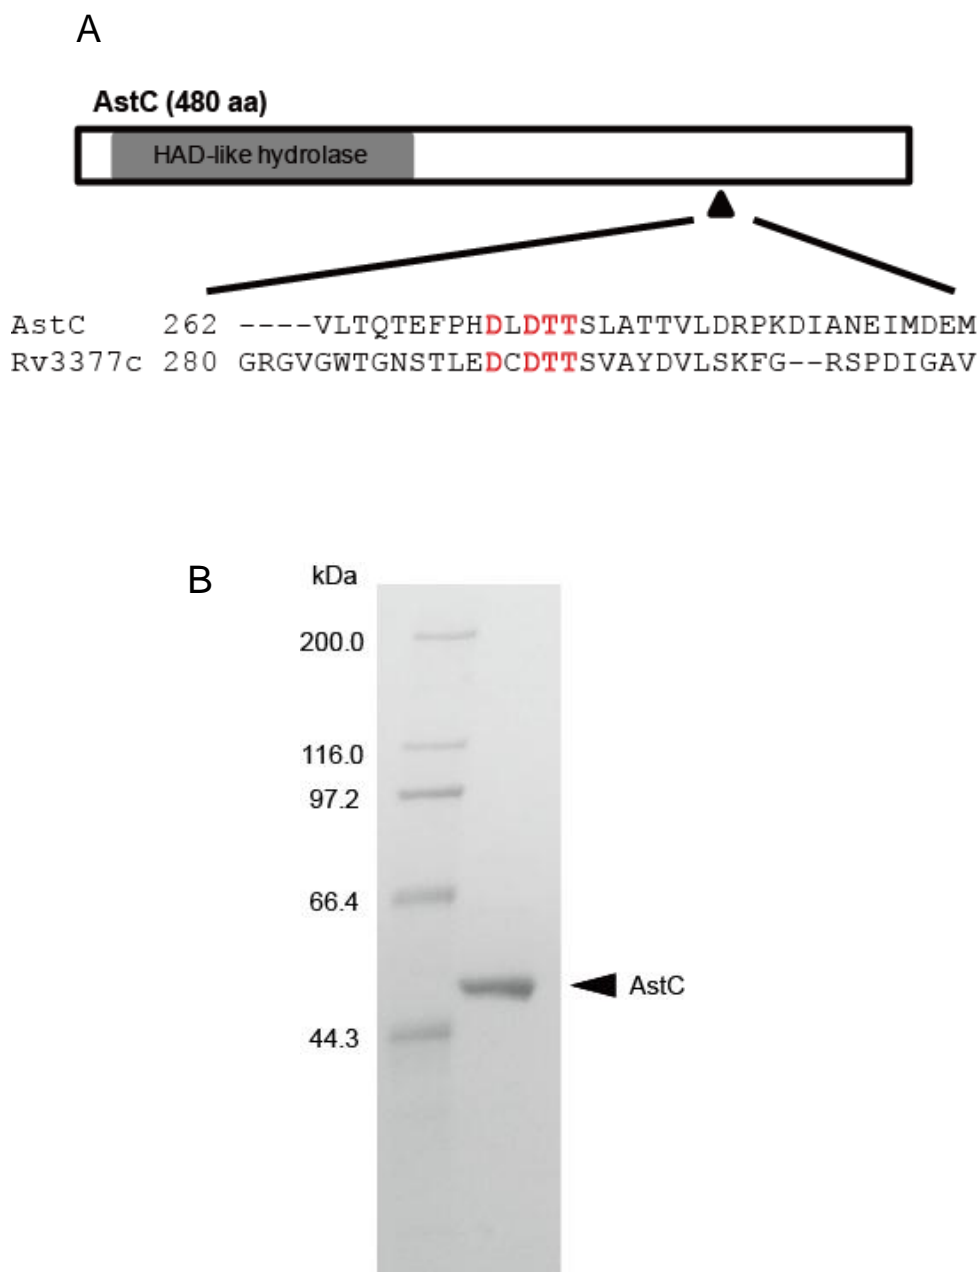 A
AstC (480 aa)
HAD-like hydrolase
AstC 262 ----VLTQTEFPHDLDTTSLATTVLDRPKDIANEIMDEM
Rv3377c 280 GRGVGWTGNSTLEDCDTTSVAYDVLSKFG--RSPDIGAV
B
kDa
200.0
116.0
97.2
66.4
AstC
44.3